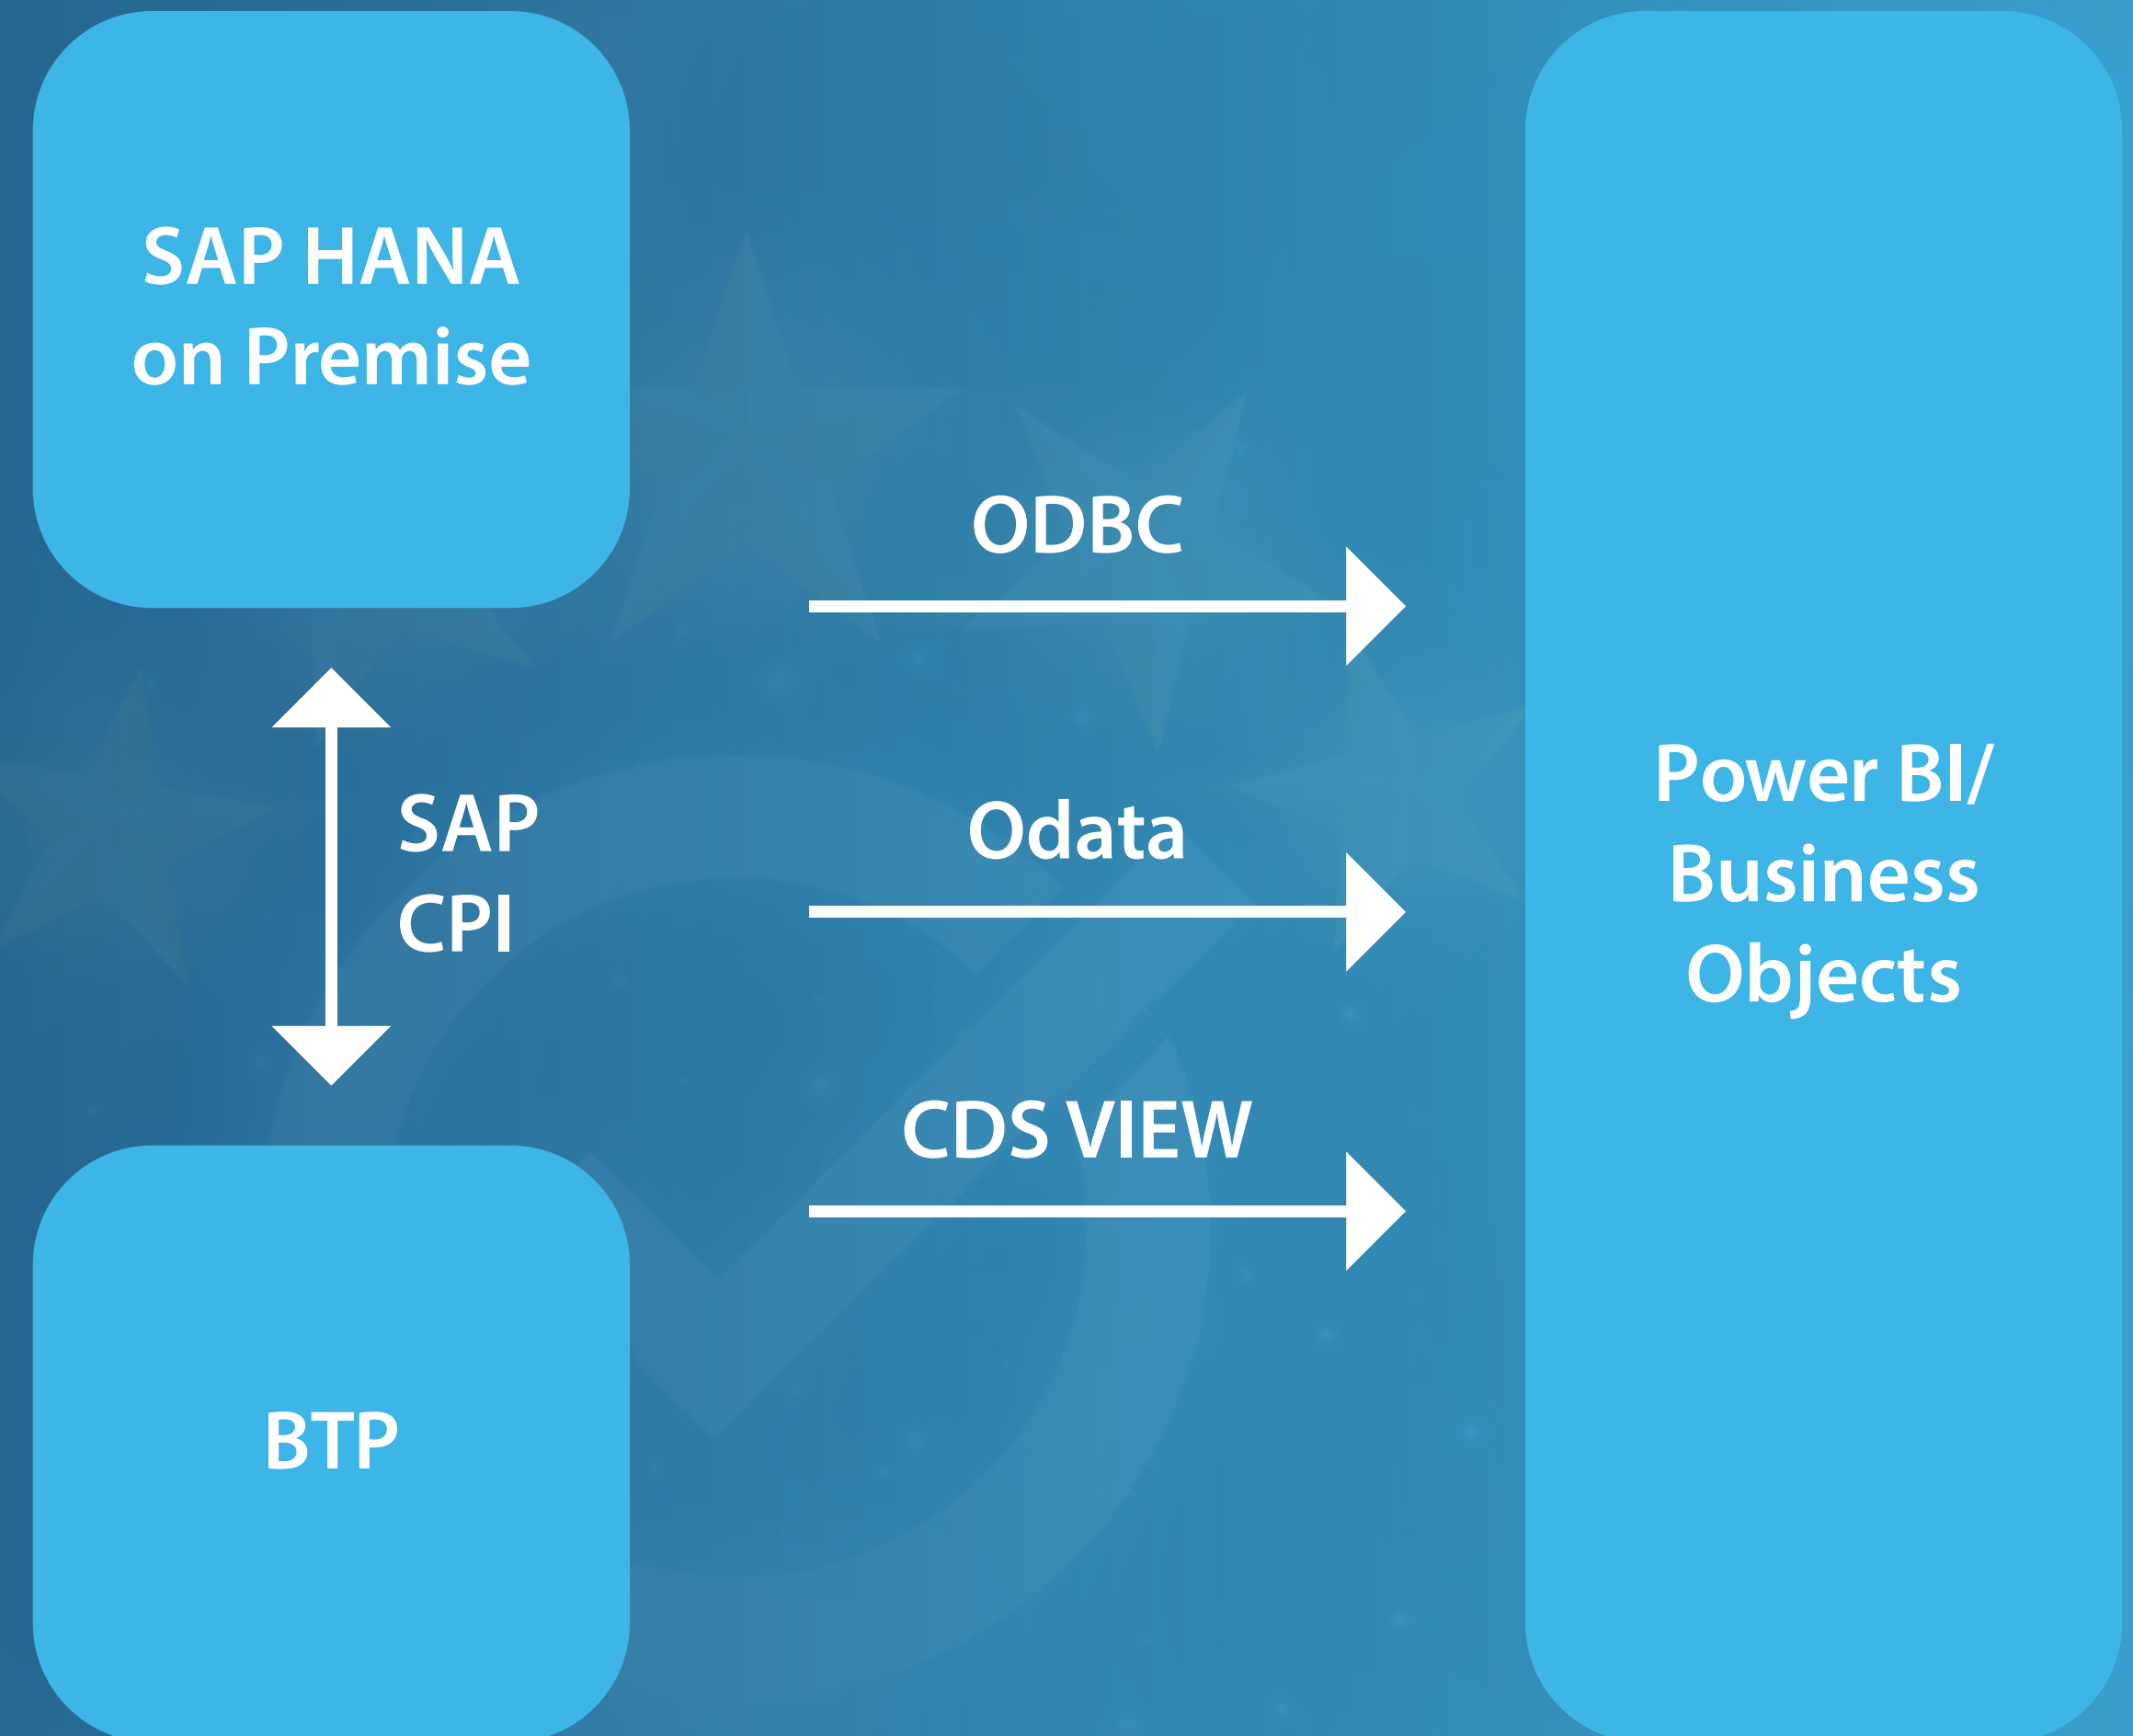 SAP HANA
on Premise
SAP
CPI
BTP
ODBC
Odata
CDS VIEW
Power BI/
Business
Objects